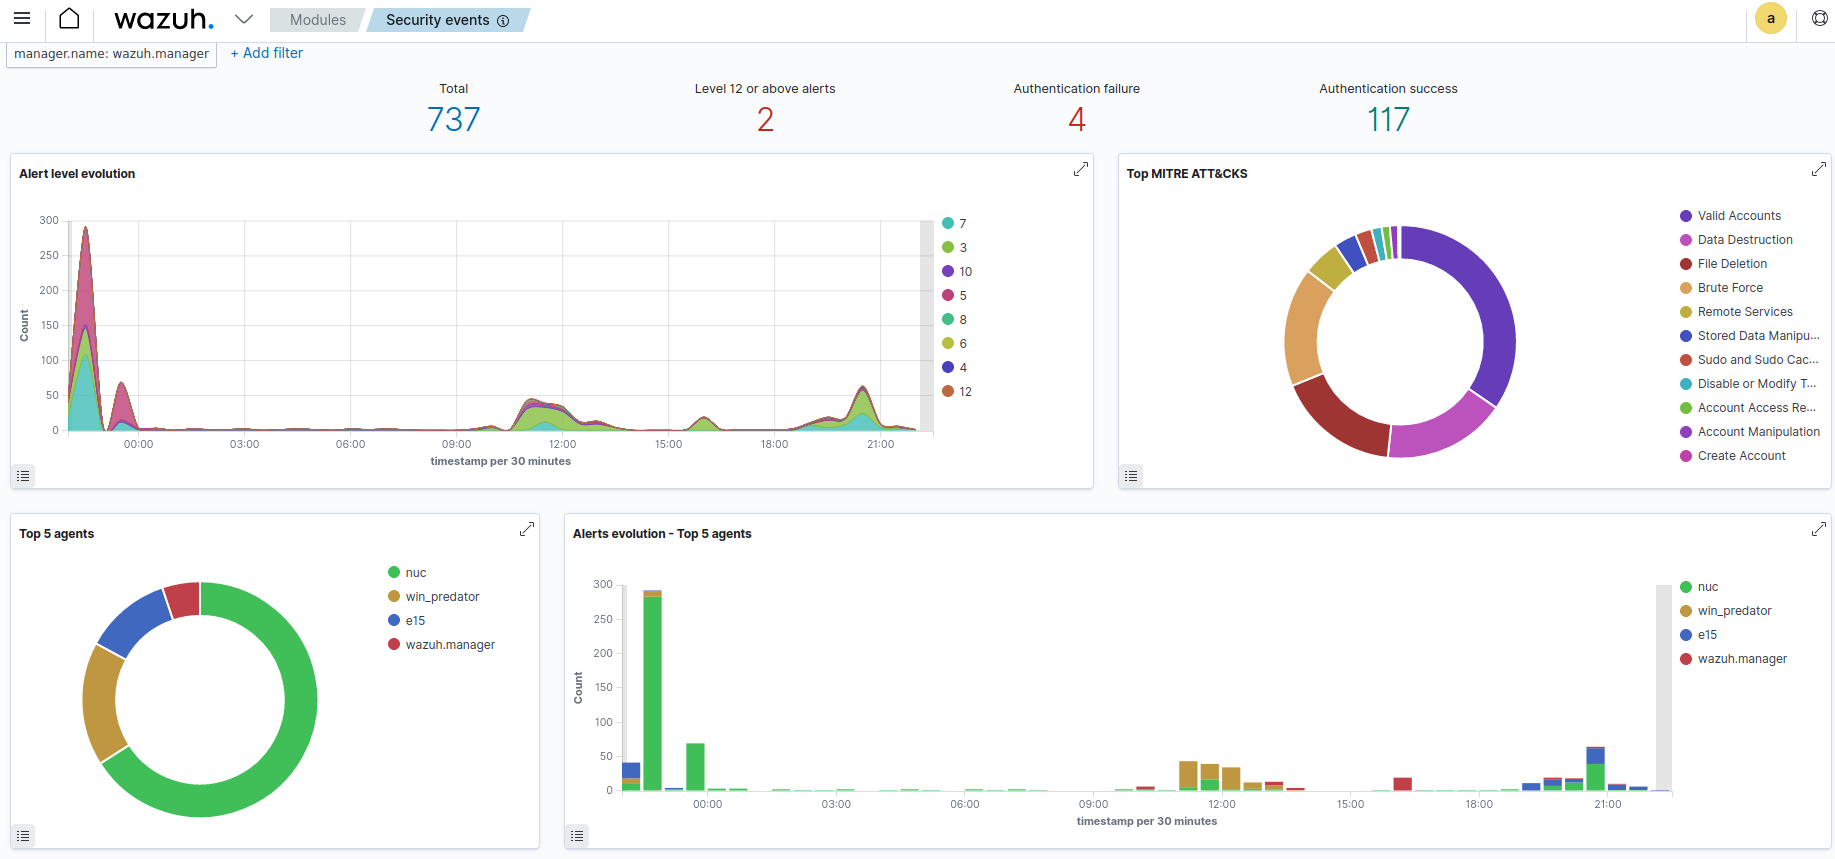 wazuh.
Modules
Security events
a
manager.name: wazuh.manager
+ Add filter
Total
737
Level 12 or above alerts
2
Authentication failure
4
Authentication success
117
Alert level evolution
300
250
200
150
100
50
0
Count
00:00
03:00
06:00
09:00
12:00
15:00
18:00
21:00
timestamp per 30 minutes
7
3
10
5
8
6
4
12
Top MITRE ATT&CKS
Valid Accounts
Data Destruction
File Deletion
Brute Force
Remote Services
Stored Data Manipu...
Sudo and Sudo Cac...
Disable or Modify T...
Account Access Re...
Account Manipulation
Create Account
Top 5 agents
nuc
win_predator
e15
wazuh.manager
Alerts evolution - Top 5 agents
300
250
200
150
100
50
0
Count
00:00
03:00
06:00
09:00
12:00
15:00
18:00
21:00
timestamp per 30 minutes
nuc
win_predator
e15
wazuh.manager